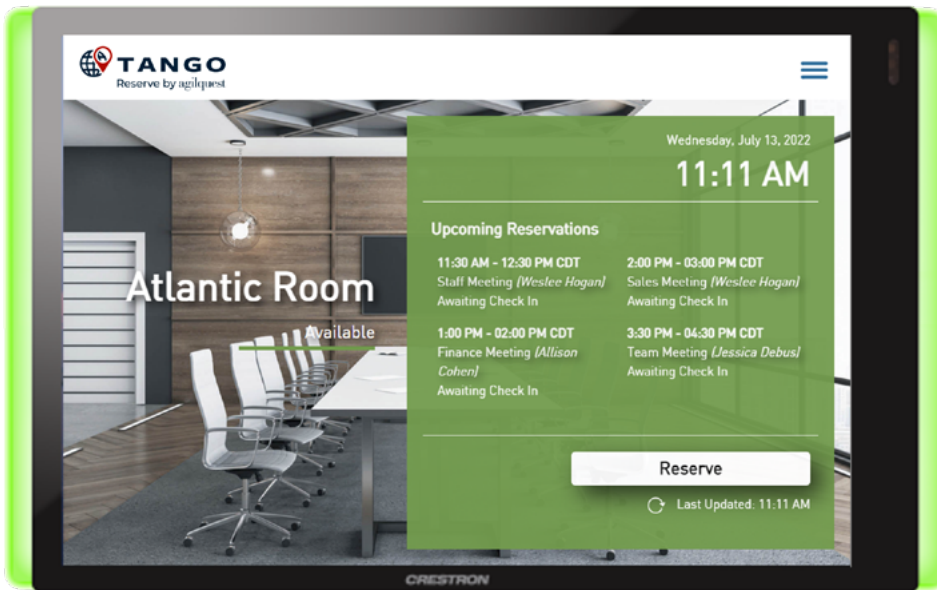 TANGO
Reserve by agilquest
Wednesday, July 13, 2022
11:11 AM
Atlantic Room
Available
Upcoming Reservations
11:30 AM - 12:30 PM CDT
Staff Meeting (Weslee Hogan)
Awaiting Check In
1:00 PM - 02:00 PM CDT
Finance Meeting (Allison
Cohen)
Awaiting Check In
2:00 PM - 03:00 PM CDT
Sales Meeting (Weslee Hogan)
Awaiting Check In
3:30 PM - 04:30 PM CDT
Team Meeting (Jessica Debus)
Awaiting Check In
Reserve
Last Updated: 11:11 AM
CRESTRON